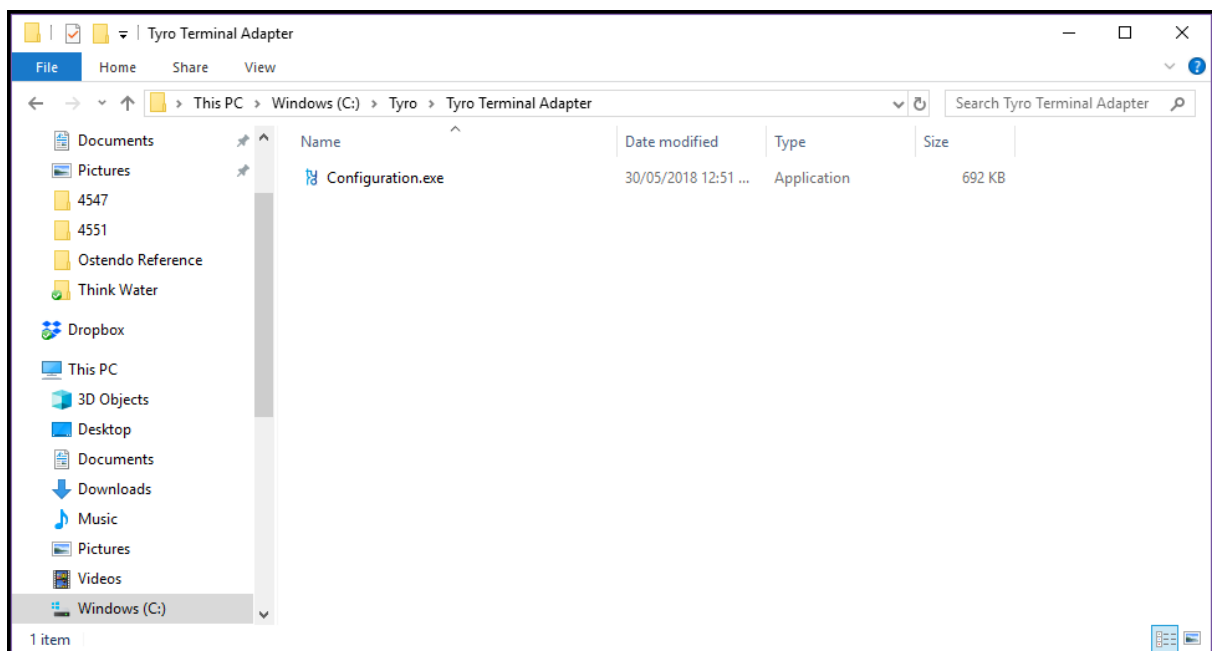 Tyro Terminal Adapter
File Home Share View
This PC > Windows (C:) > Tyro > Tyro Terminal Adapter Search Tyro Terminal Adapter
Name Date modified Type Size
Configuration.exe 30/05/2018 12:51 ... Application 692 KB
Documents
Pictures
4547
4551
Ostendo Reference
Think Water
Dropbox
This PC
3D Objects
Desktop
Documents
Downloads
Music
Pictures
Videos
Windows (C:)
1 item